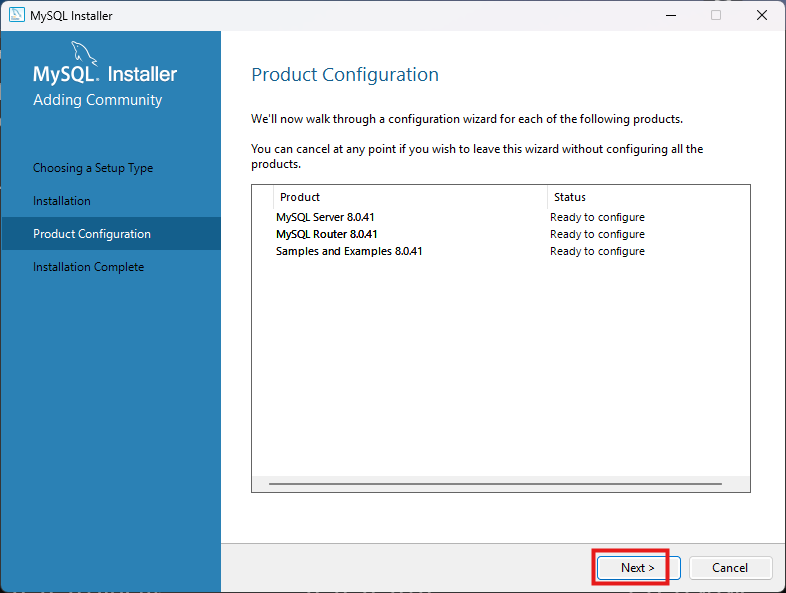 MySQL Installer
MySQL. Installer
Adding Community
Choosing a Setup Type
Installation
Product Configuration
Installation Complete
Product Configuration
We'll now walk through a configuration wizard for each of the following products.
You can cancel at any point if you wish to leave this wizard without configuring all the
products.
Product Status
MySQL Server 8.0.41 Ready to configure
MySQL Router 8.0.41 Ready to configure
Samples and Examples 8.0.41 Ready to configure
Next > Cancel